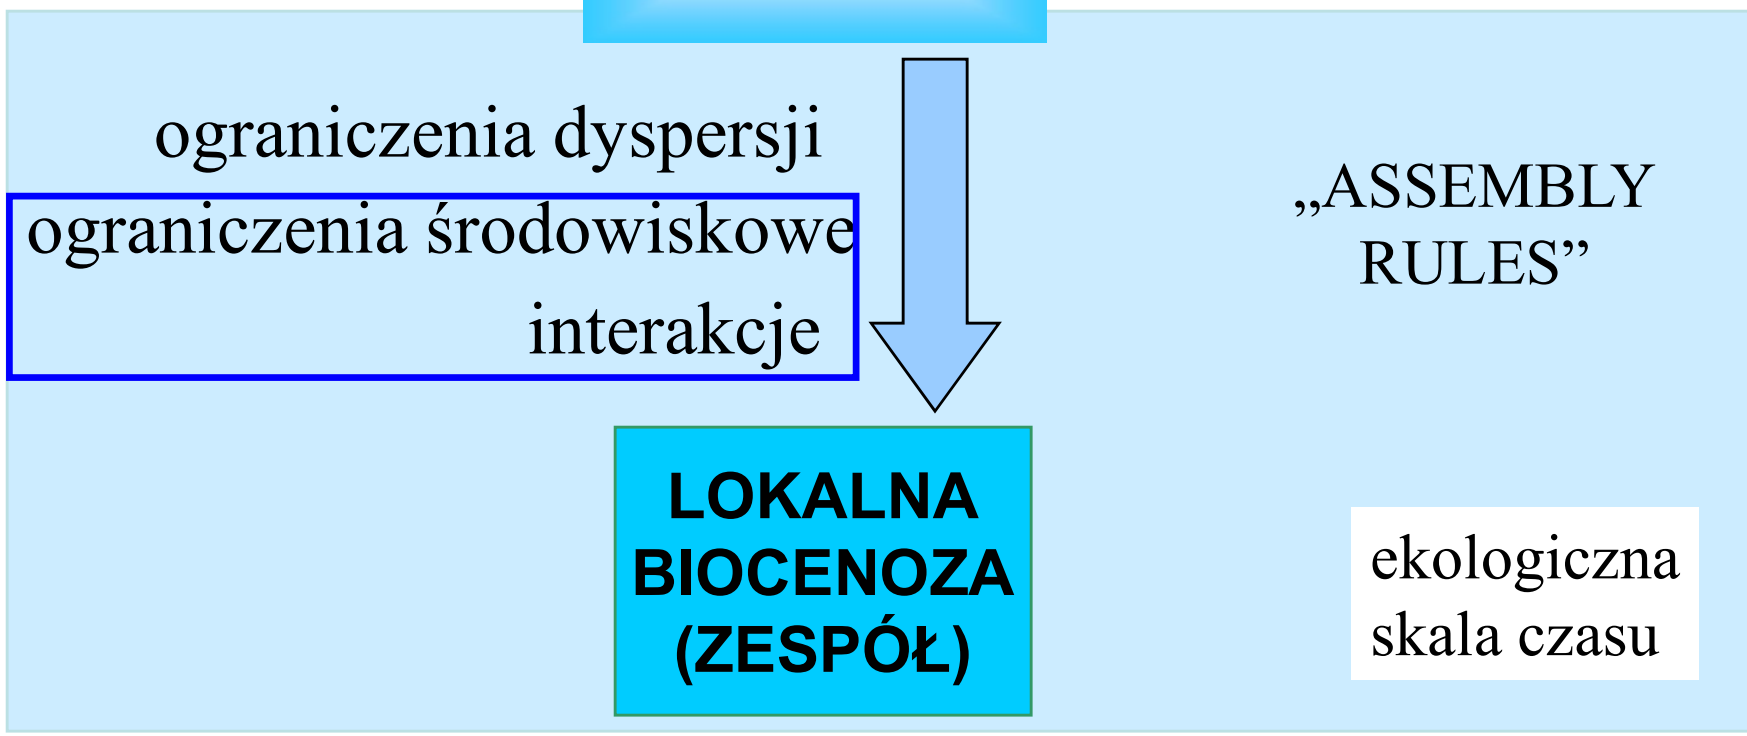 ograniczenia dyspersji
ograniczenia środowiskowe
interakcje
„ASSEMBLY
RULES”
LOKALNA
BIOCENOZA
(ZESPÓŁ)
ekologiczna
skala czasu